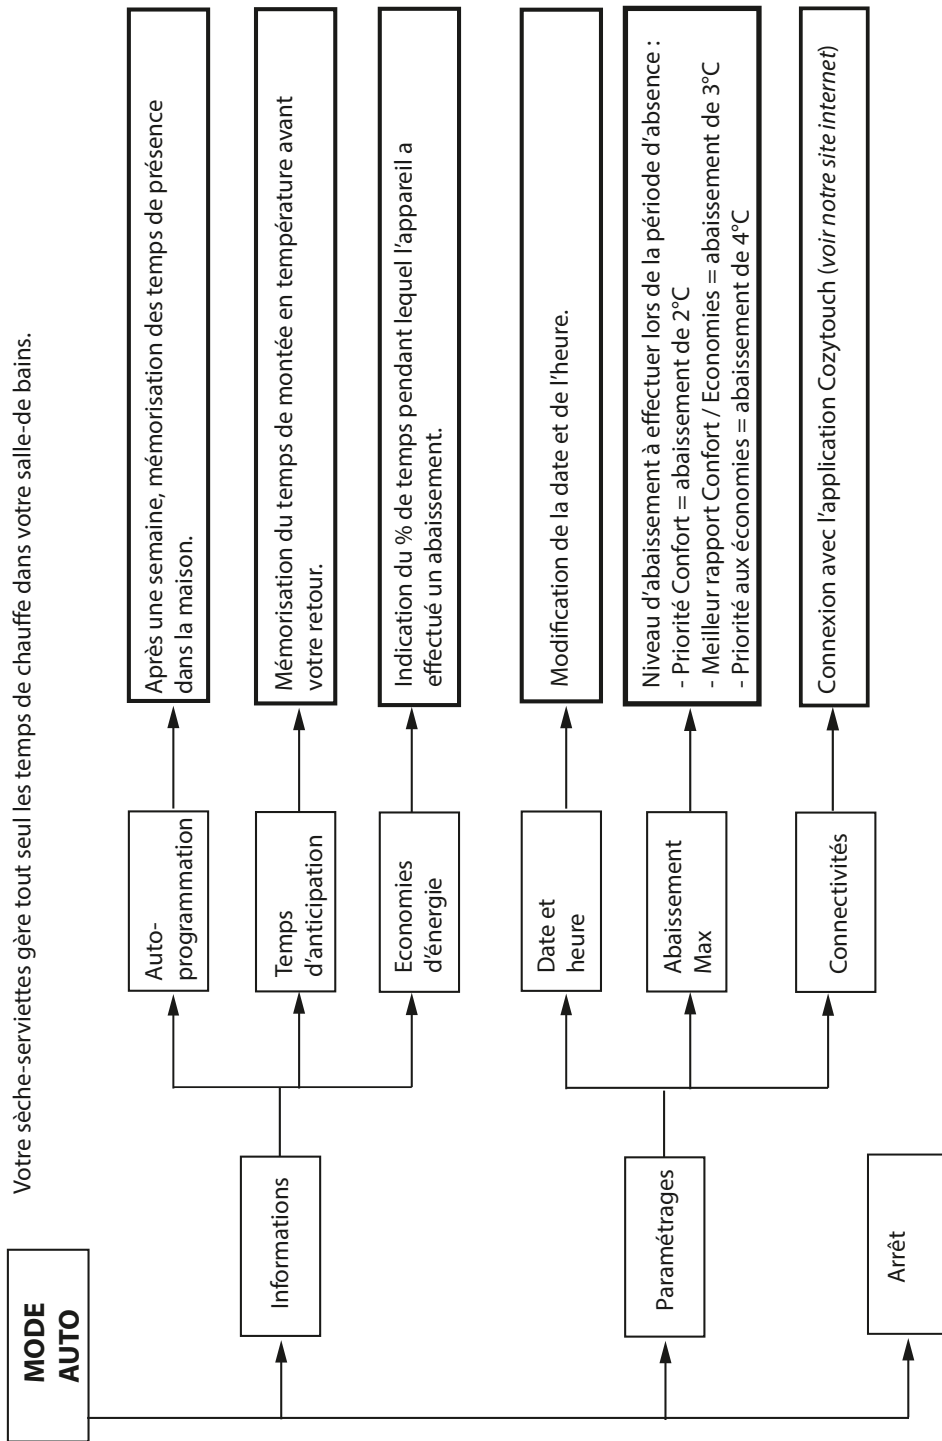 MODE
AUTO
Votre sèche-serviettes gère tout seul les temps de chauffe dans votre salle-de bains.
Informations
Auto-
programmation
Après une semaine, mémorisation des temps de présence
dans la maison.
Temps
d'anticipation
Mémorisation du temps de montée en température avant
votre retour.
Economies
d'énergie
Indication du % de temps pendant lequel l'appareil a
effectué un abaissement.
Paramétrages
Date et
heure
Modification de la date et de l'heure.
Abaissement
Max
Niveau d'abaissement à effectuer lors de la période d'absence :
- Priorité Confort = abaissement de 2°C
- Meilleur rapport Confort / Economies = abaissement de 3°C
- Priorité aux économies = abaissement de 4°C
Connectivités
Connexion avec l'application Cozytouch (voir notre site internet)
Arrêt